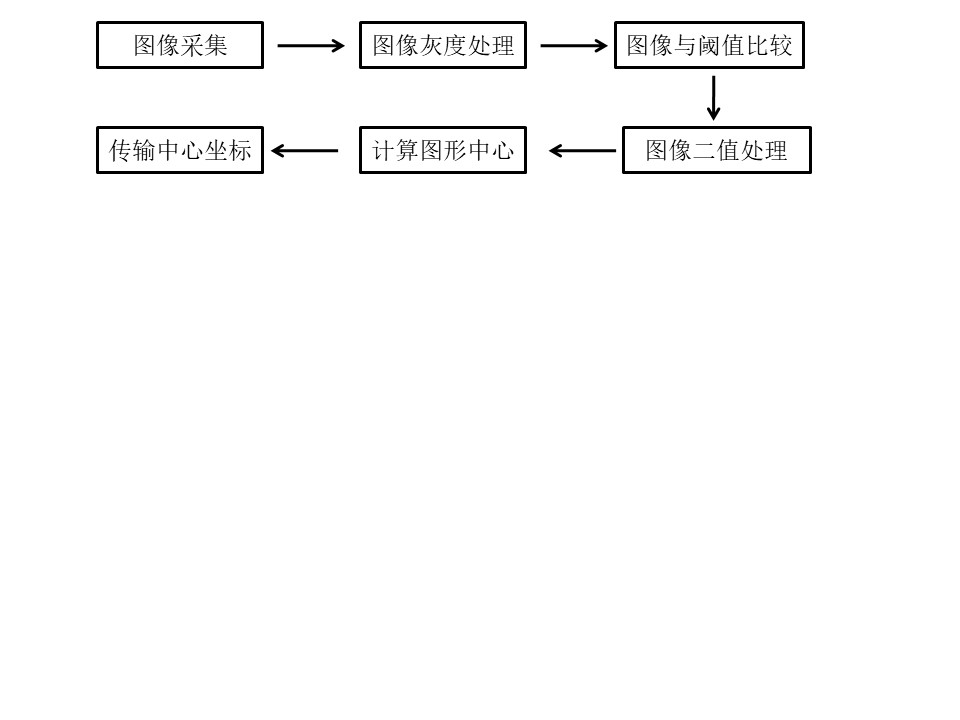 图像采集
图像灰度处理
图像与阈值比较
图像二值处理
计算图形中心
传输中心坐标